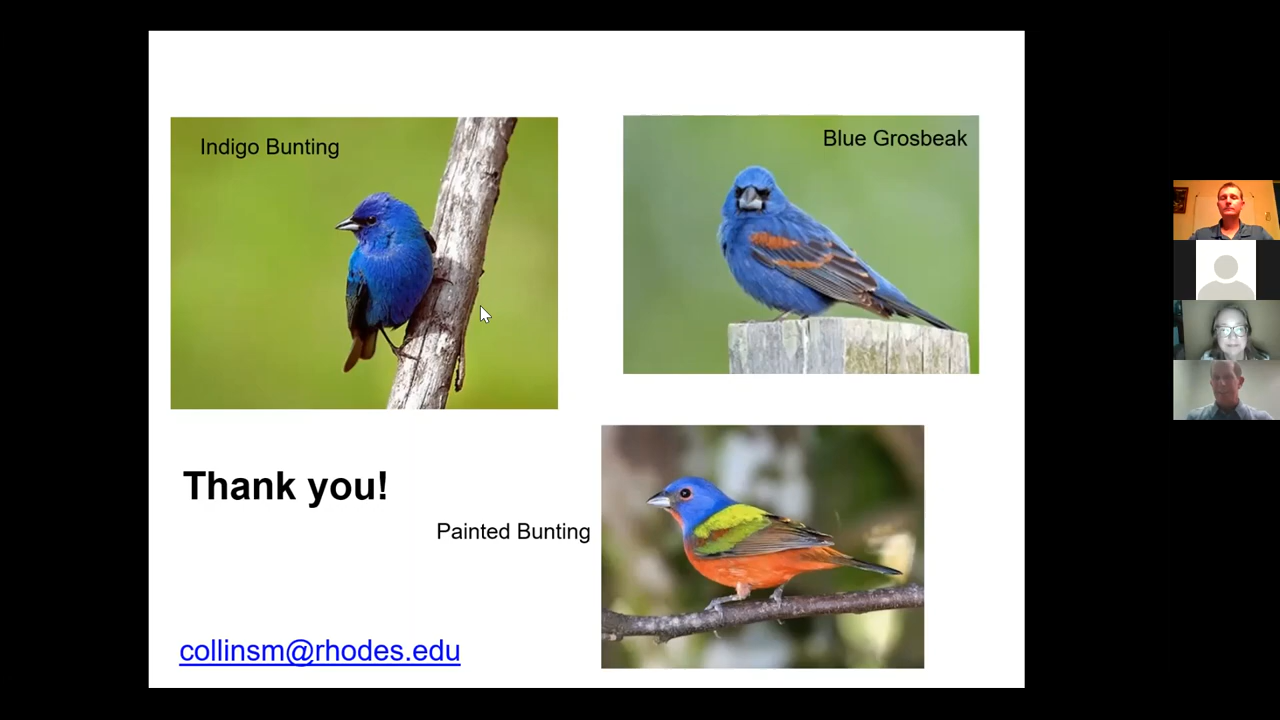 Indigo Bunting
Blue Grosbeak
Thank you!
Painted Bunting
collinsm@rhodes.edu